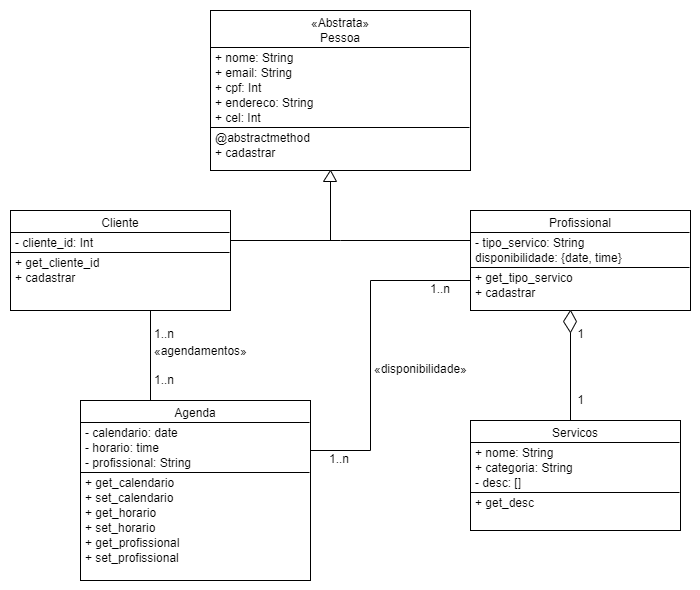 «Abstrata»
Pessoa
+ nome: String
+ email: String
+ cpf: Int
+ endereco: String
+ cel: Int
@abstractmethod
+ cadastrar
Cliente
- cliente_id: Int
+ get_cliente_id
+ cadastrar
Profissional
- tipo_servico: String
disponibilidade: {date, time}
+ get_tipo_servico
+ cadastrar
1..n
1..n
«agendamentos»
1..n
«disponibilidade»
1..n
1
1
Agenda
- calendario: date
- horario: time
- profissional: String
+ get_calendario
+ set_calendario
+ get_horario
+ set_horario
+ get_profissional
+ set_profissional
Servicos
+ nome: String
+ categoria: String
- desc: []
+ get_desc